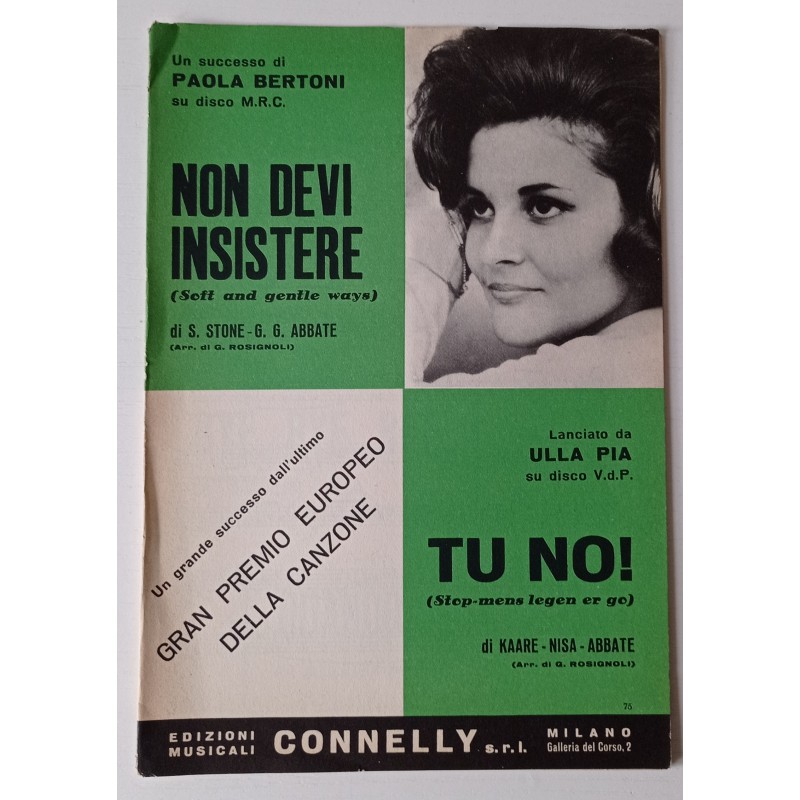 Un successo di
PAOLA BERTONI
su disco M.R.C.
NON DEVI
INSISTERE
(Soft and gentle ways)
di S. STONE - G. G. ABBATE
(Arr. di G. ROSIGNOLI)
Un grande successo dall'ultimo
GRAN PREMIO EUROPEO
DELLA CANZONE
Lanciato da
ULLA PIA
su disco V.d.P.
TU NO!
(Stop-mens legen er go)
di KAARE - NISA - ABBATE
(Arr. di G. ROSIGNOLI)
75
EDIZIONI
MUSICALI
CONNELLY s.r.l.
MILANO
Galleria del Corso, 2